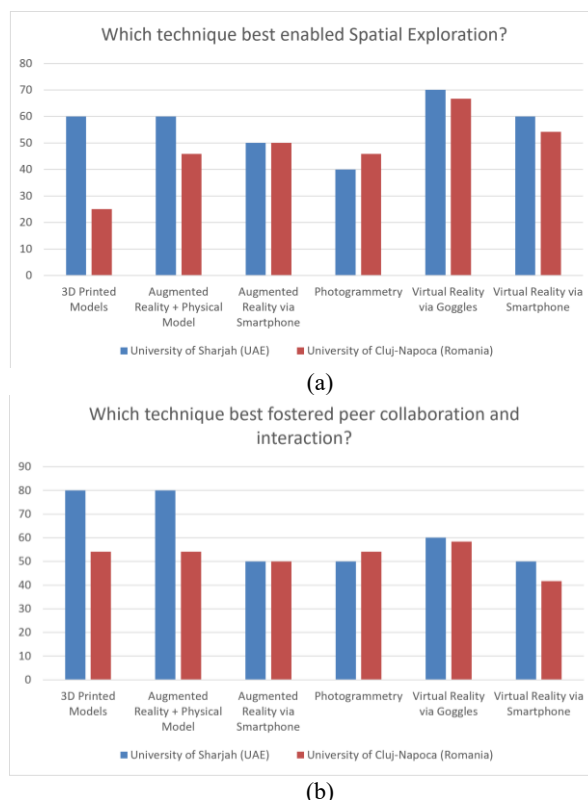 Which technique best enabled Spatial Exploration?
80
70
60
50
40
30
20
10
0
3D Printed Models
Augmented Reality + Physical Model
Augmented Reality via Smartphone
Photogrammetry
Virtual Reality via Goggles
Virtual Reality via Smartphone
University of Sharjah (UAE)
University of Cluj-Napoca (Romania)
(a)
Which technique best fostered peer collaboration and
interaction?
90
80
70
60
50
40
30
20
10
0
3D Printed Models
Augmented Reality + Physical Model
Augmented Reality via Smartphone
Photogrammetry
Virtual Reality via Goggles
Virtual Reality via Smartphone
University of Sharjah (UAE)
University of Cluj-Napoca (Romania)
(b)